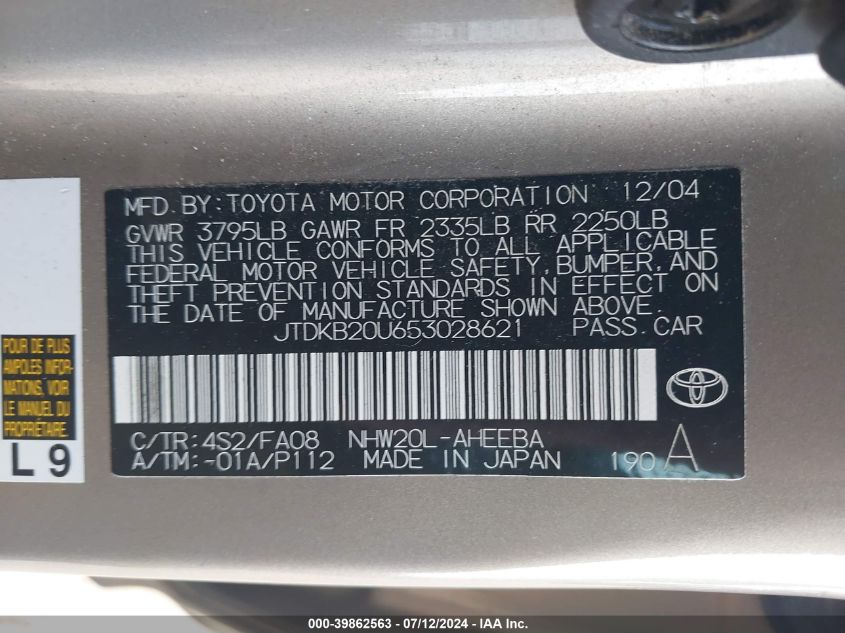 MFD.BY:TOYOTA MOTOR CORPORATION 12/04
GVWR 3795LB GAWR FR 2335LB RR 2250LB
THIS VEHICLE CONFORMS TO ALL APPLICABLE
FEDERAL MOTOR VEHICLE SAFETY,BUMPER,AND
THEFT PREVENTION STANDARDS IN EFFECT ON
THE DATE OF MANUFACTURE SHOWN ABOVE.
JTDKB20U653028621 PASS.CAR
C/TR:4S2/FA08 NHW20L-AHEEBA
A/TM:-01A/P112 MADE IN JAPAN 190 A
POUR DE PLUS
AMPLES INFOR-
MATIONS, VOIR
LE MANUEL DU
PROPRIÉTAIRE.
L 9
000-39862563 - 07/12/2024 - IAA, Inc.